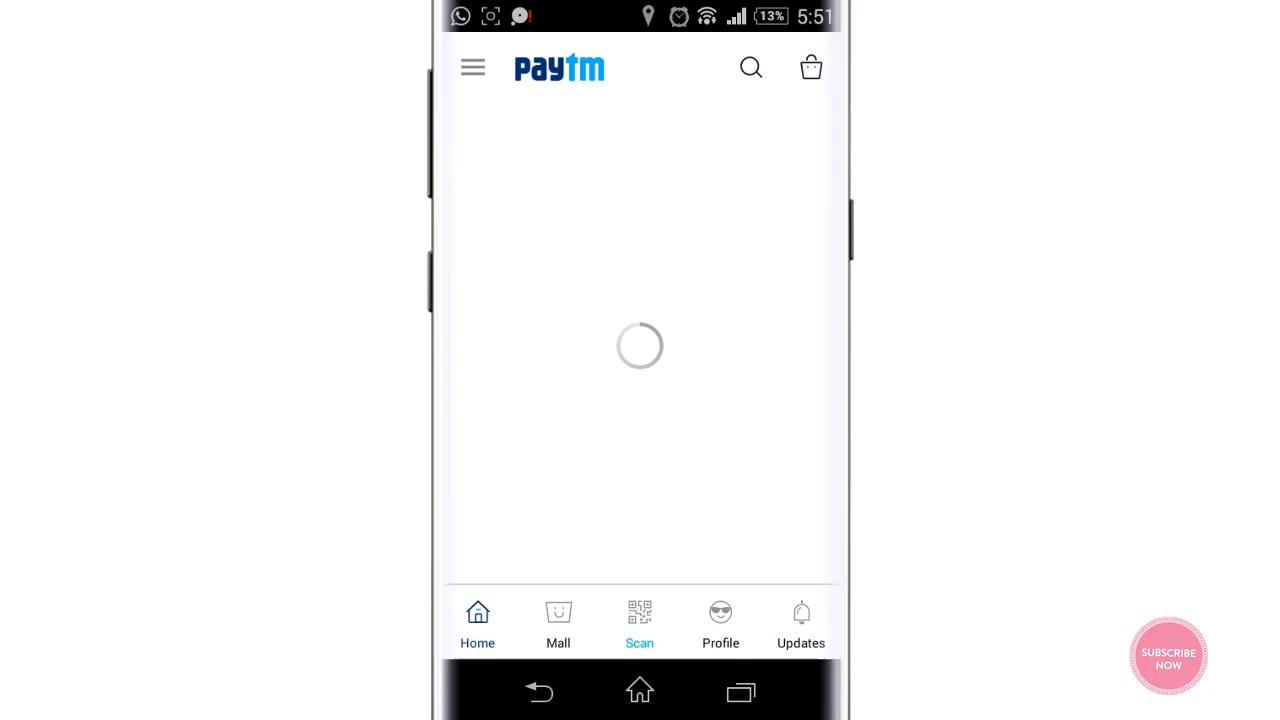 13% 5:51
paytm
Home Mall Scan Profile Updates
SUBSCRIBE
NOW